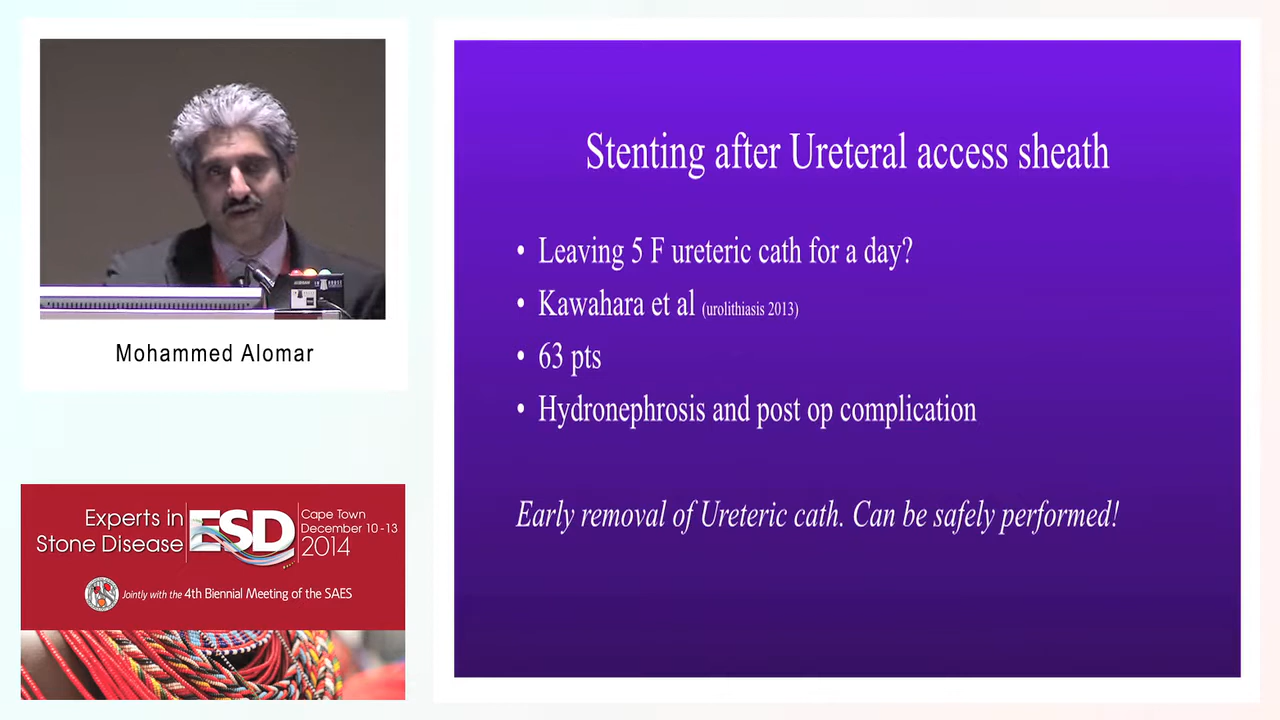 Mohammed Alomar
Experts in
Stone Disease
ESD
Cape Town
December 10-13
2014
Jointly with the 4th Biennial Meeting of the SAES
Stenting after Ureteral access sheath
• Leaving 5 F ureteric cath for a day?
• Kawahara et al (urolithiasis 2013)
• 63 pts
• Hydronephrosis and post op complication
Early removal of Ureteric cath. Can be safely performed!